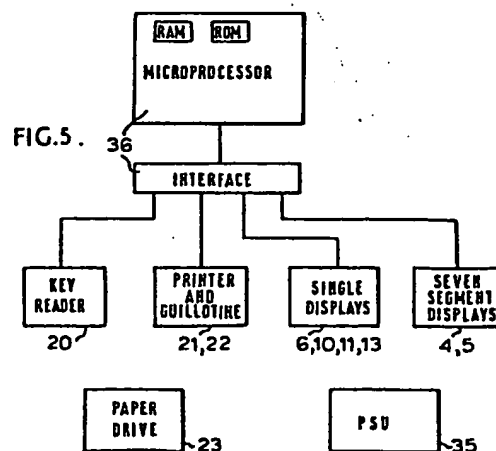 RAM ROM
MICROPROCESSOR
FIG.5. 36
INTERFACE
KEY
READER
20
PRINTER
AND
GUILLOTINE
21,22
SINGLE
DISPLAYS
6,10,11,13
SEVEN
SEGMENT
DISPLAYS
4,5
PAPER
DRIVE
23
PSU
35